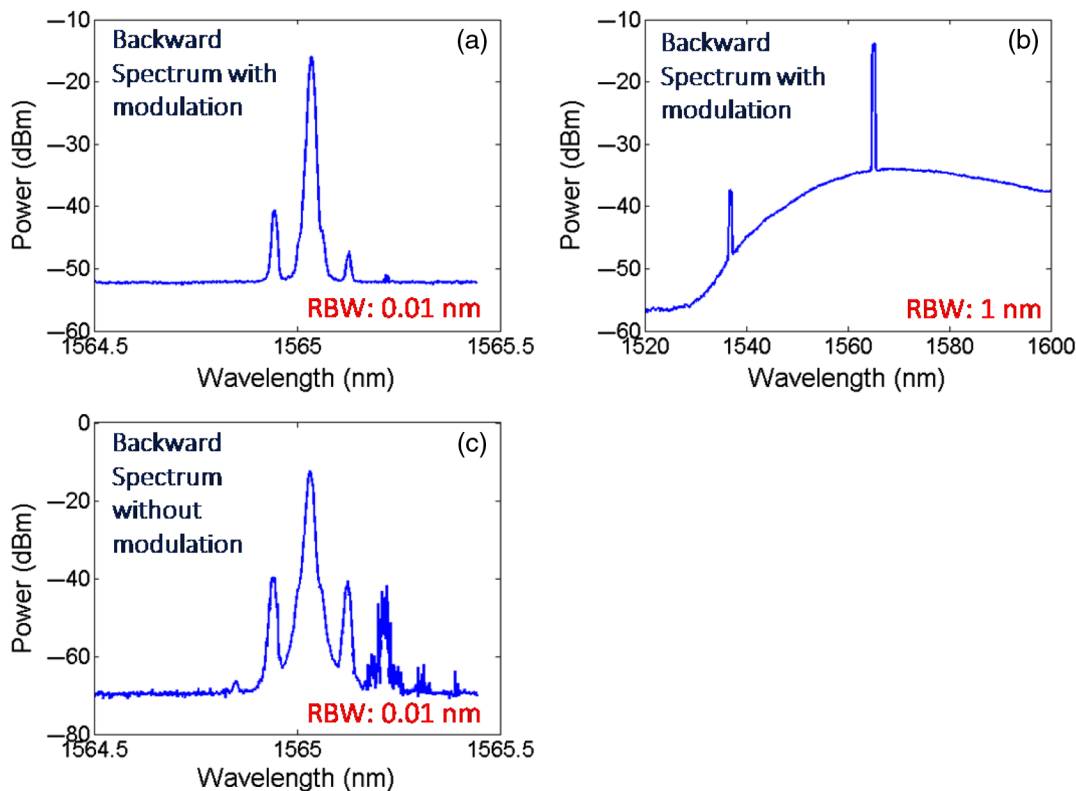 −10
−20
−30
−40
−50
−60
Power (dBm)
Backward
Spectrum with
modulation
(a)
RBW: 0.01 nm
1564.5
1565
1565.5
Wavelength (nm)
−10
−20
−30
−40
−50
−60
Power (dBm)
Backward
Spectrum with
modulation
(b)
RBW: 1 nm
1520
1540
1560
1580
1600
Wavelength (nm)
0
−20
−40
−60
−80
Power (dBm)
Backward
Spectrum
without
modulation
(c)
RBW: 0.01 nm
1564.5
1565
1565.5
Wavelength (nm)